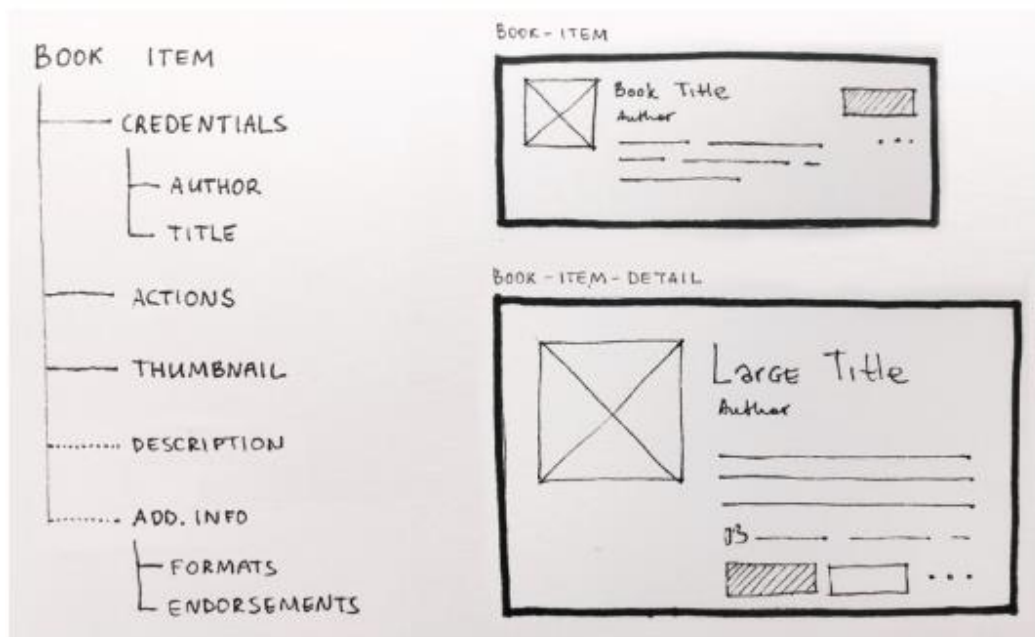 BOOK ITEM
CREDENTIALS
AUTHOR
TITLE
ACTIONS
THUMBNAIL
DESCRIPTION
ADD. INFO
FORMATS
ENDORSEMENTS
BOOK-ITEM
Book Title
Author
BOOK-ITEM-DETAIL
Large Title
Author